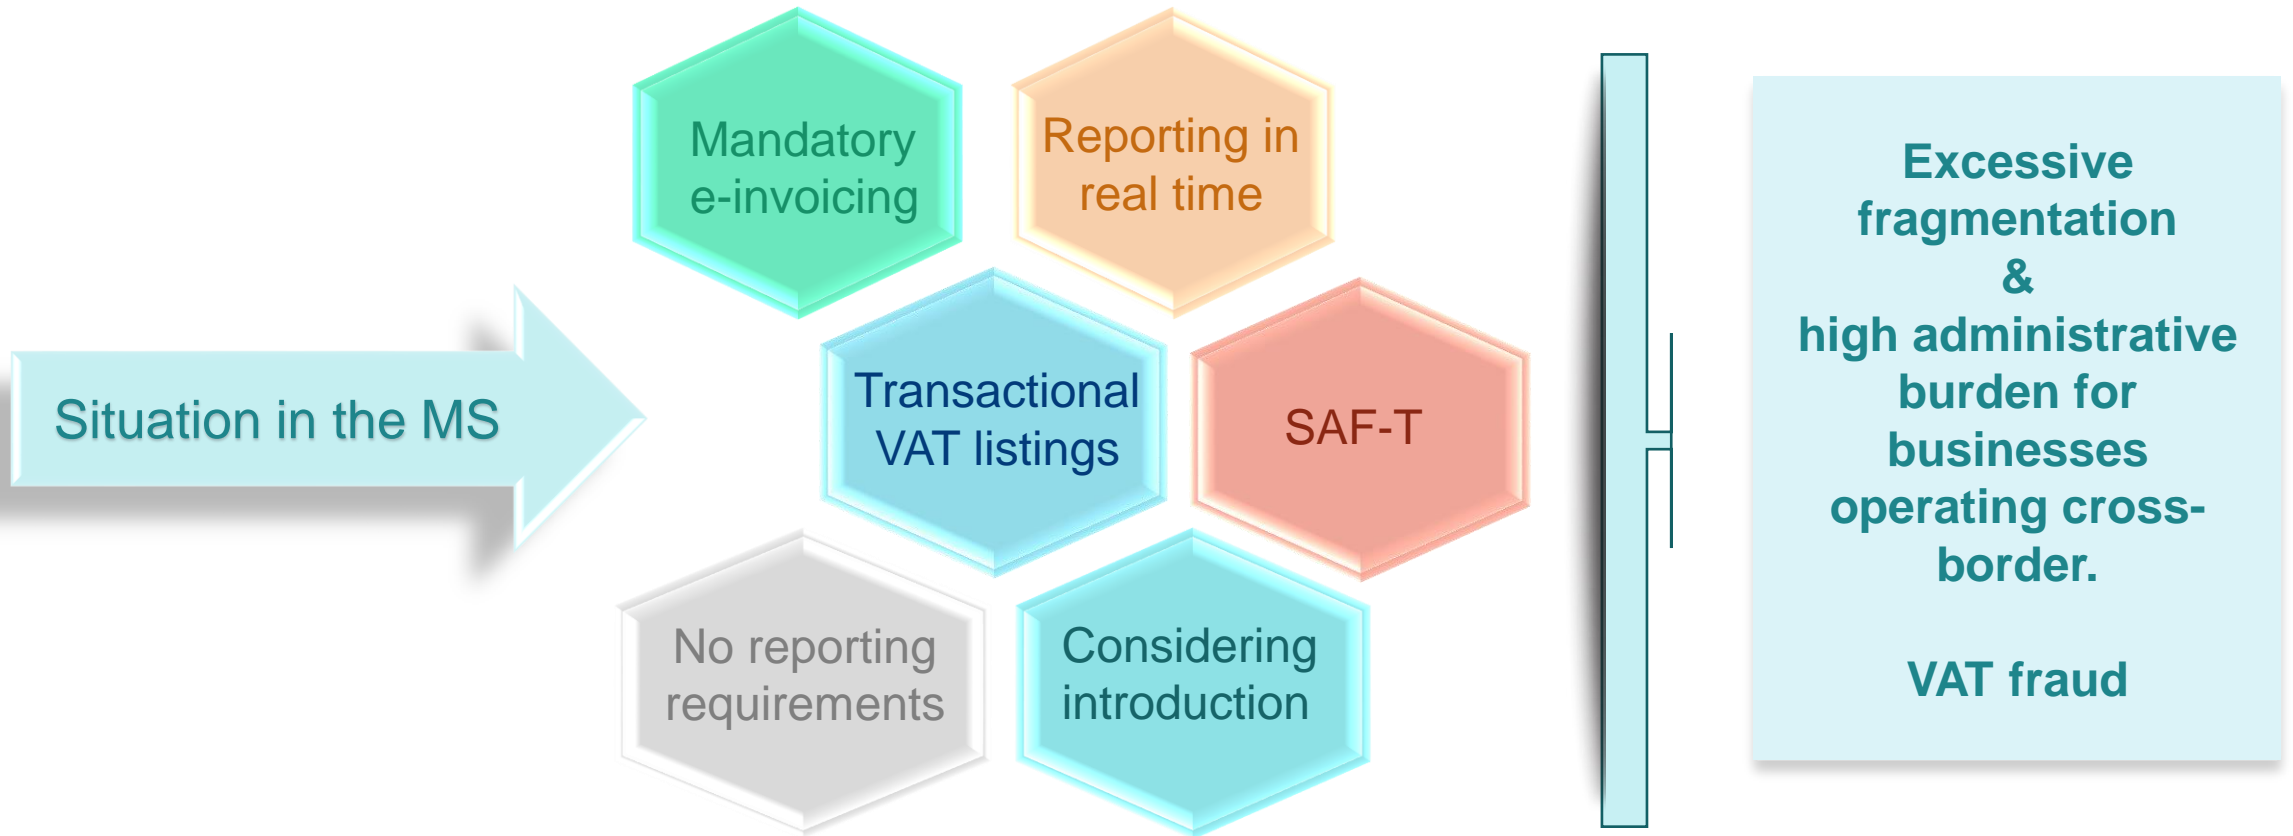 Situation in the MS
Mandatory
e-invoicing
Reporting in
real time
Transactional
VAT listings
SAF-T
No reporting
requirements
Considering
introduction
Excessive
fragmentation
&
high administrative
burden for
businesses
operating cross-
border.
VAT fraud